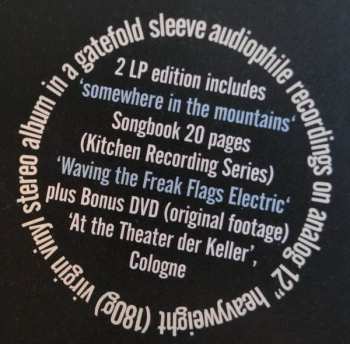 stereo album in a gatefold sleeve audiophile recordings on analog 12" heavyweight (180g) virgin vinyl
2 LP edition includes
‘somewhere in the mountains‘
Songbook 20 pages
(Kitchen Recording Series)
‘Waving the Freak Flags Electric‘
plus Bonus DVD (original footage)
‘At the Theater der Keller’,
Cologne